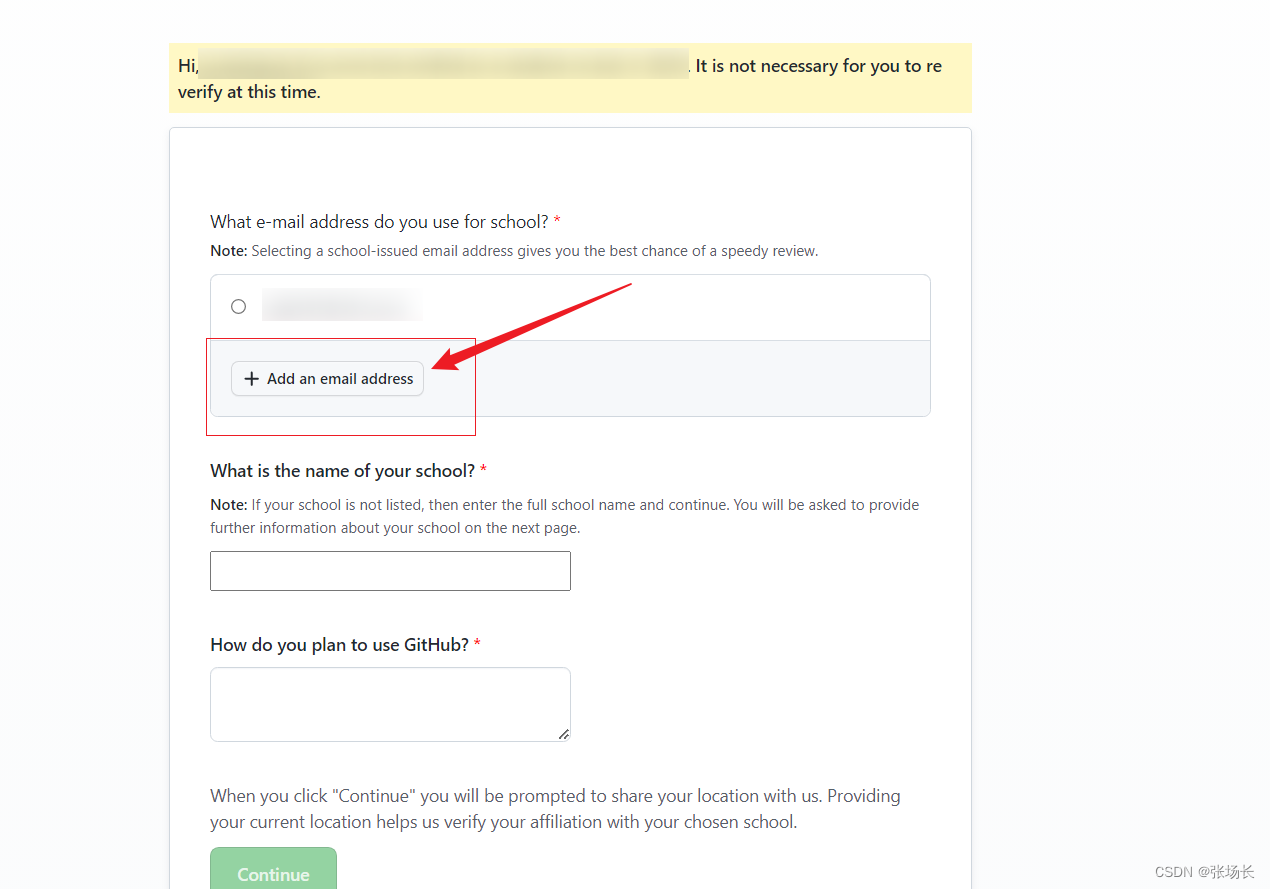 Hi, . It is not necessary for you to re
verify at this time.
What e-mail address do you use for school? *
Note: Selecting a school-issued email address gives you the best chance of a speedy review.
Add an email address
What is the name of your school? *
Note: If your school is not listed, then enter the full school name and continue. You will be asked to provide
further information about your school on the next page.
How do you plan to use GitHub? *
When you click "Continue" you will be prompted to share your location with us. Providing
your current location helps us verify your affiliation with your chosen school.
Continue
CSDN @张场长